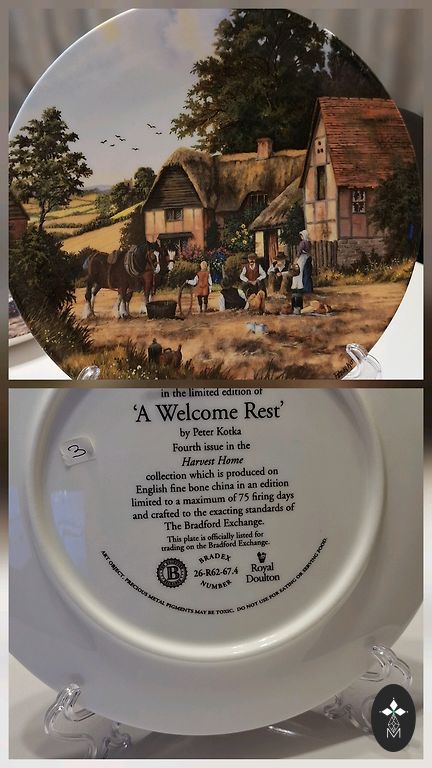 in the limited edition of
'A Welcome Rest'
by Peter Kotka
Fourth issue in the
Harvest Home
collection which is produced on
English fine bone china in an edition
limited to a maximum of 75 firing days
and crafted to the exacting standards of
The Bradford Exchange.
This plate is officially listed for
trading on the Bradford Exchange.
3
B
BRADEX
26-R62-67.4
NUMBER
Royal
Doulton
ART OBJECT, PRECIOUS METAL PIGMENTS MAY BE TOXIC. DO NOT USE FOR EATING OR SERVING FOOD.
M